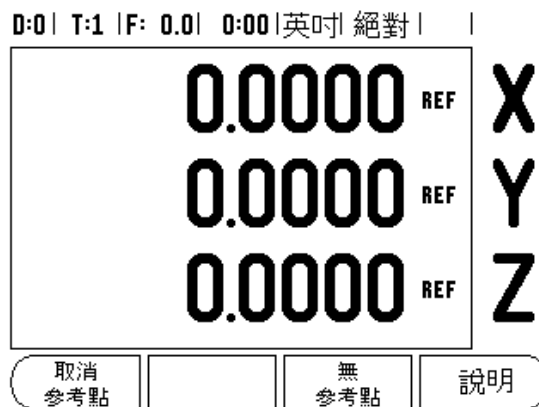 D:0| T:1 |F: 0.0| 0:00|英吋|絕對| |
0.0000 REF X
0.0000 REF Y
0.0000 REF Z
取消
參考點
無
參考點
說明